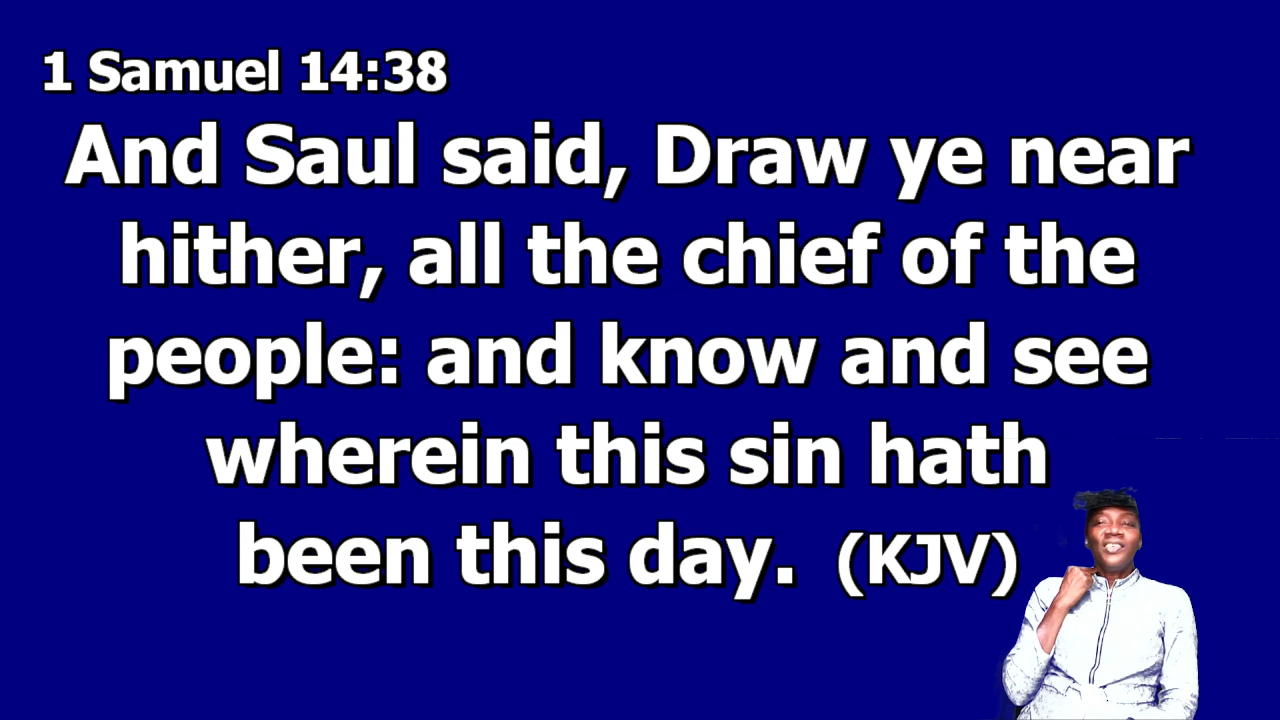 1 Samuel 14:38
And Saul said, Draw ye near
hither, all the chief of the
people: and know and see
wherein this sin hath
been this day. (KJV)